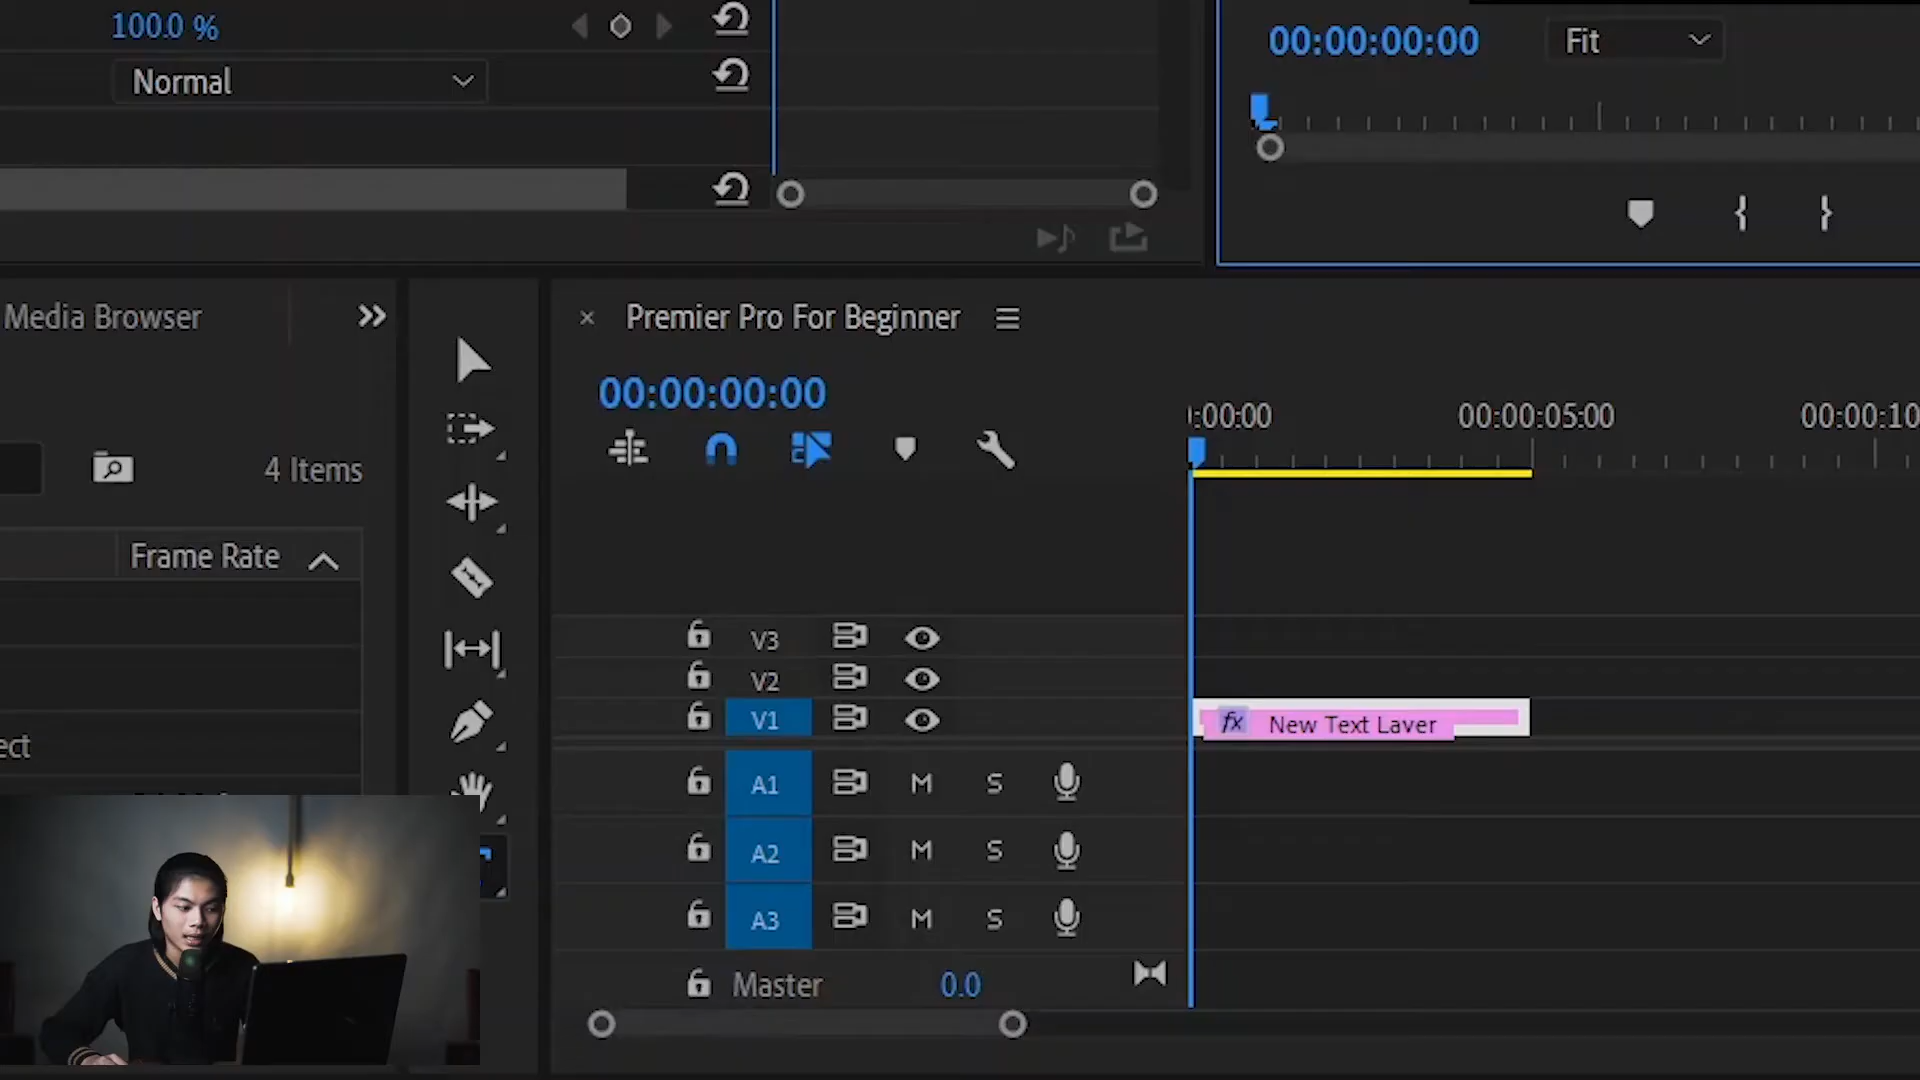 100.0 %
Normal
00:00:00:00
Fit
Media Browser
Premier Pro For Beginner
00:00:00:00
:00:00
00:00:05:00
00:00:10
4 Items
Frame Rate
V3
V2
V1
fx New Text Layer
ect
A1 M S
A2 M S
A3 M S
Master 0.0